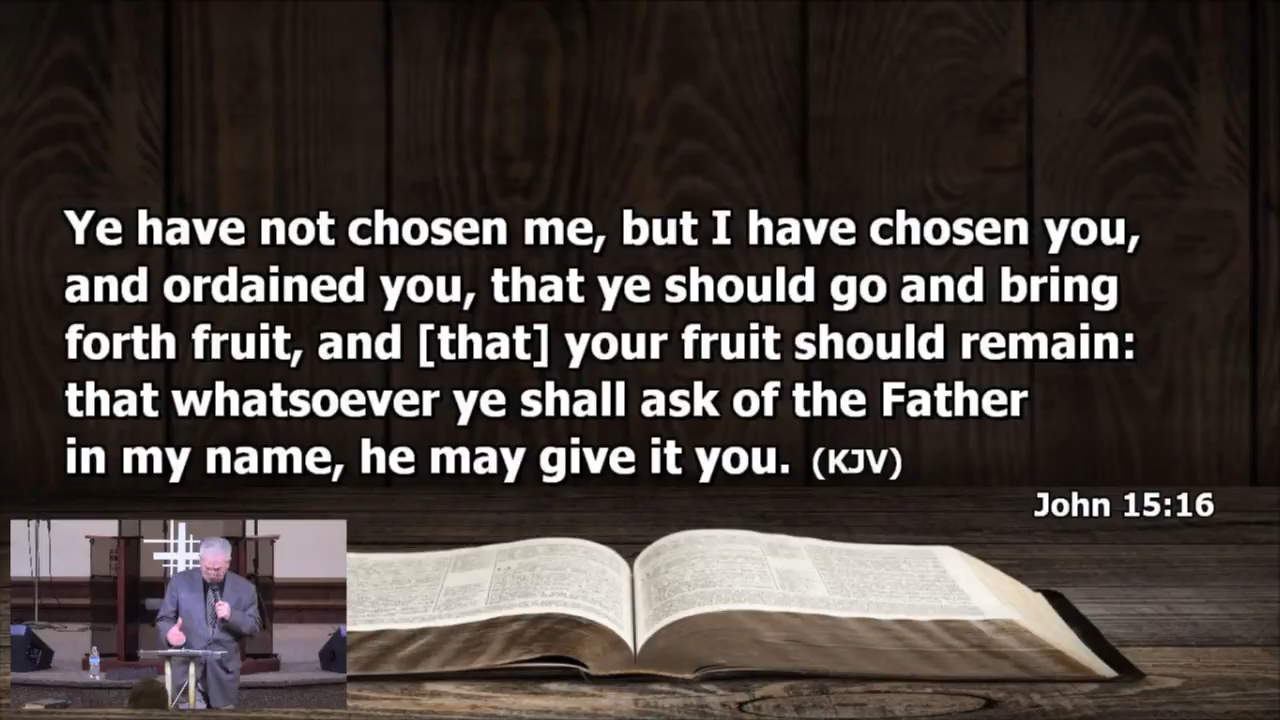 Ye have not chosen me, but I have chosen you,
and ordained you, that ye should go and bring
forth fruit, and [that] your fruit should remain:
that whatsoever ye shall ask of the Father
in my name, he may give it you. (KJV)
John 15:16